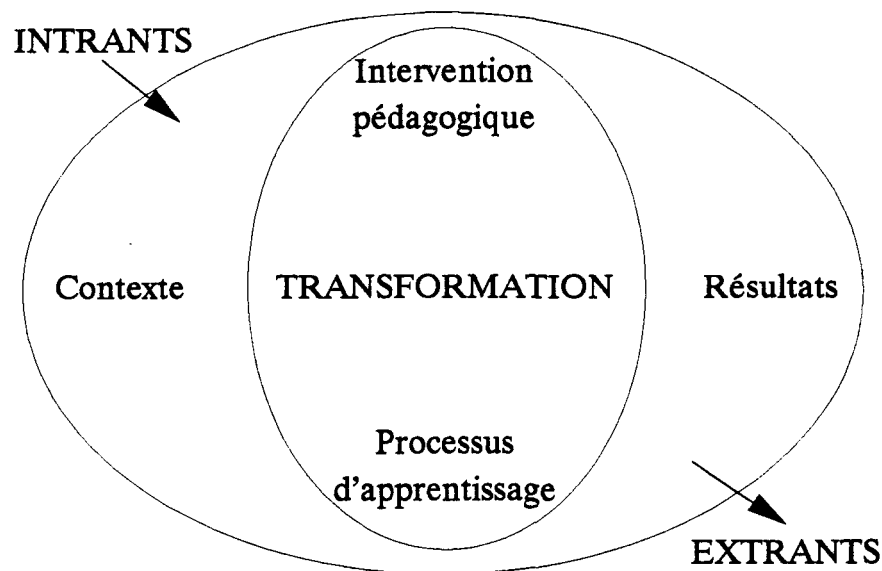 INTRANTS
Intervention
pédagogique
Contexte
TRANSFORMATION
Résultats
Processus
d'apprentissage
EXTRANTS